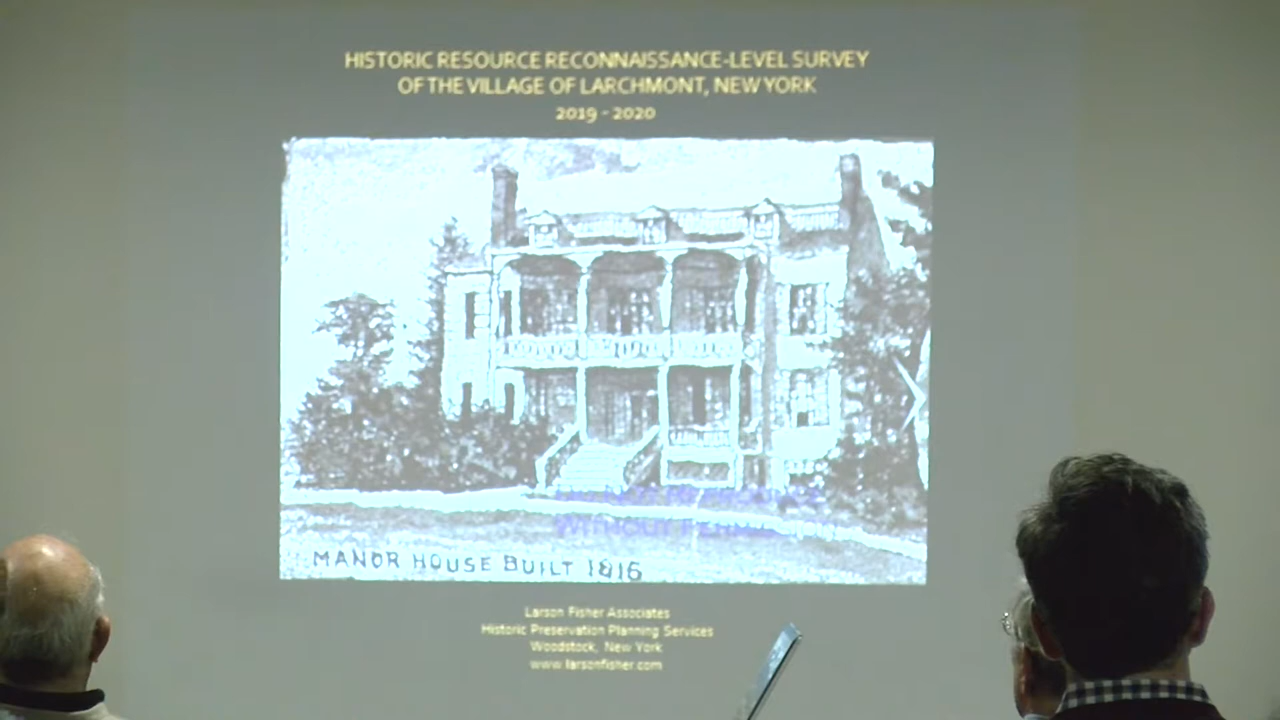 HISTORIC RESOURCE RECONNAISSANCE-LEVEL SURVEY
OF THE VILLAGE OF LARCHMONT, NEW YORK
2019 - 2020
MANOR HOUSE BUILT 1816
Larson Fisher Associates
Historic Preservation Planning Services
Woodstock, New York
www.larsonfisher.com